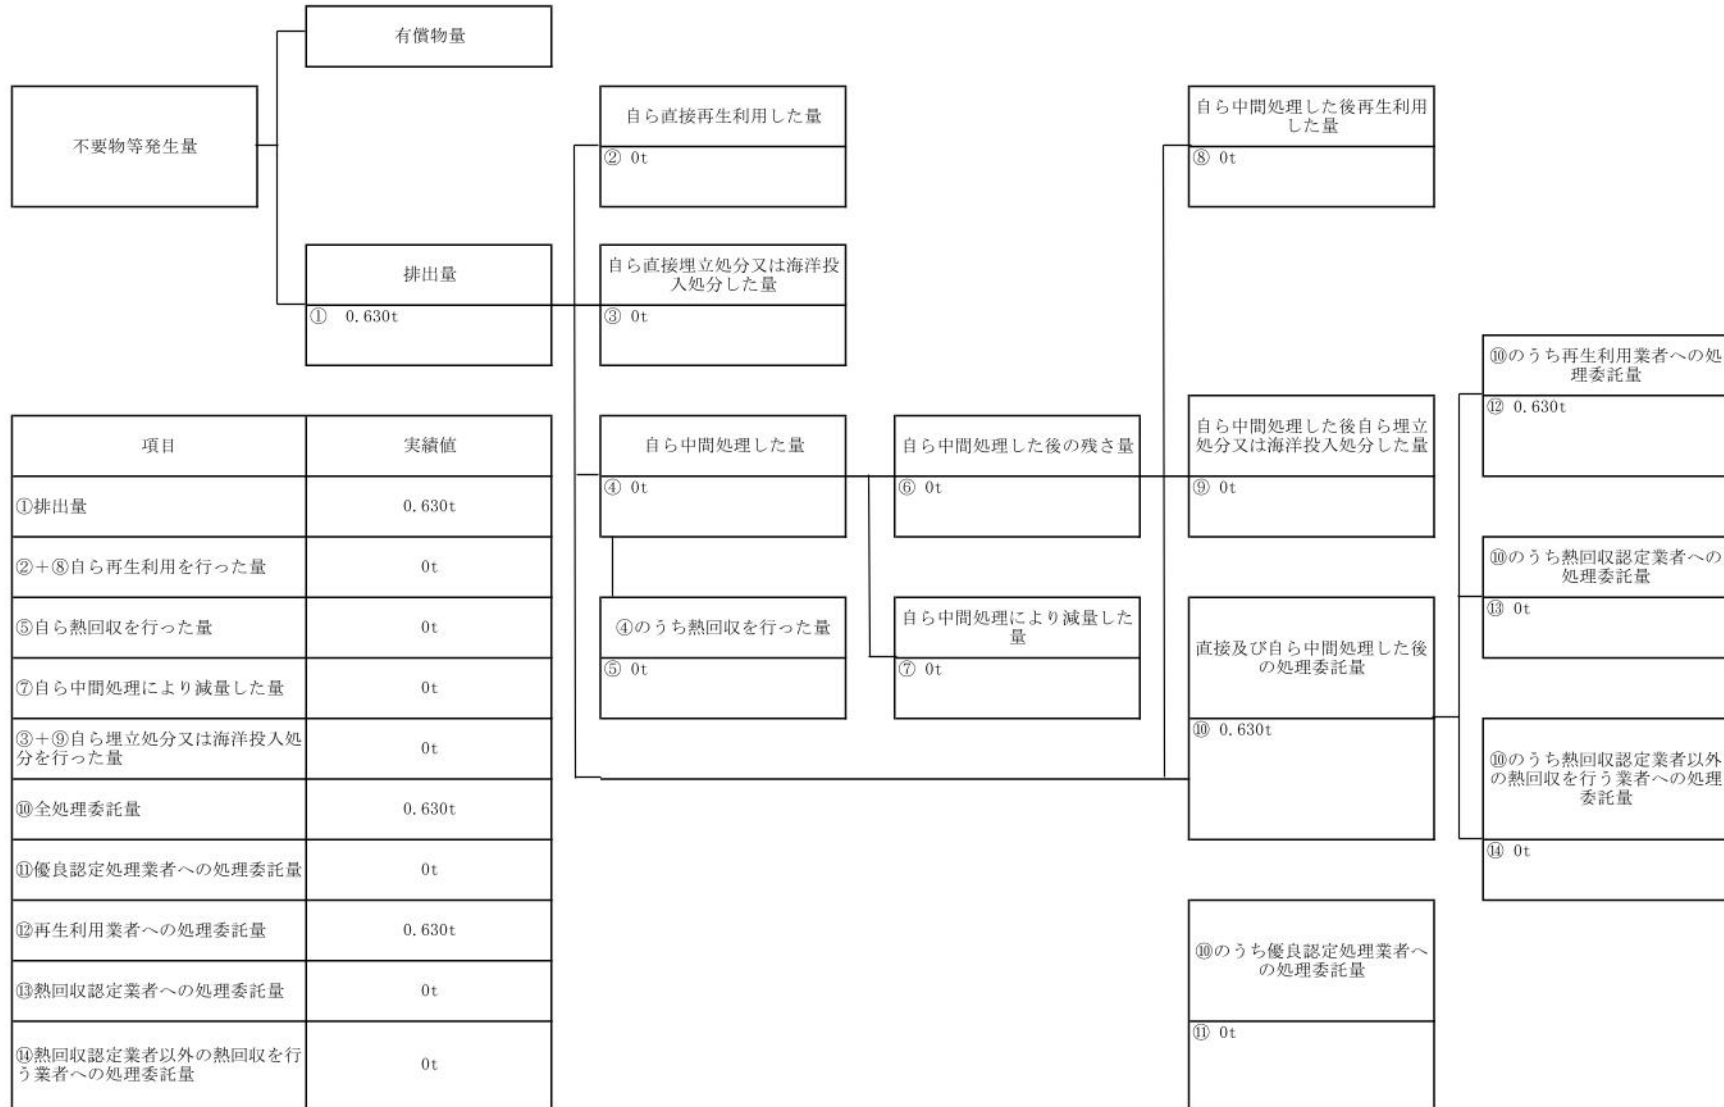 有償物量
不要物等発生量
自ら直接再生利用した量
② 0t
自ら中間処理した後再生利用
した量
⑧ 0t
排出量
① 0.630t
自ら直接埋立処分又は海洋投
入処分した量
③ 0t
⑩のうち再生利用業者への処
理委託量
⑫ 0.630t
自ら中間処理した量
④ 0t
自ら中間処理した後の残さ量
⑥ 0t
自ら中間処理した後自ら埋立
処分又は海洋投入処分した量
⑨ 0t
⑩のうち熱回収認定業者への
処理委託量
⑬ 0t
④のうち熱回収を行った量
⑤ 0t
自ら中間処理により減量した
量
⑦ 0t
直接及び自ら中間処理した後
の処理委託量
⑩ 0.630t
⑩のうち熱回収認定業者以外
の熱回収を行う業者への処理
委託量
⑭ 0t
⑩のうち優良認定処理業者へ
の処理委託量
⑪ 0t
項目 実績値
①排出量 0.630t
②+⑧自ら再生利用を行った量 0t
⑤自ら熱回収を行った量 0t
⑦自ら中間処理により減量した量 0t
③+⑨自ら埋立処分又は海洋投入処
分を行った量 0t
⑩全処理委託量 0.630t
⑪優良認定処理業者への処理委託量 0t
⑫再生利用業者への処理委託量 0.630t
⑬熱回収認定業者への処理委託量 0t
⑭熱回収認定業者以外の熱回収を行
う業者への処理委託量 0t